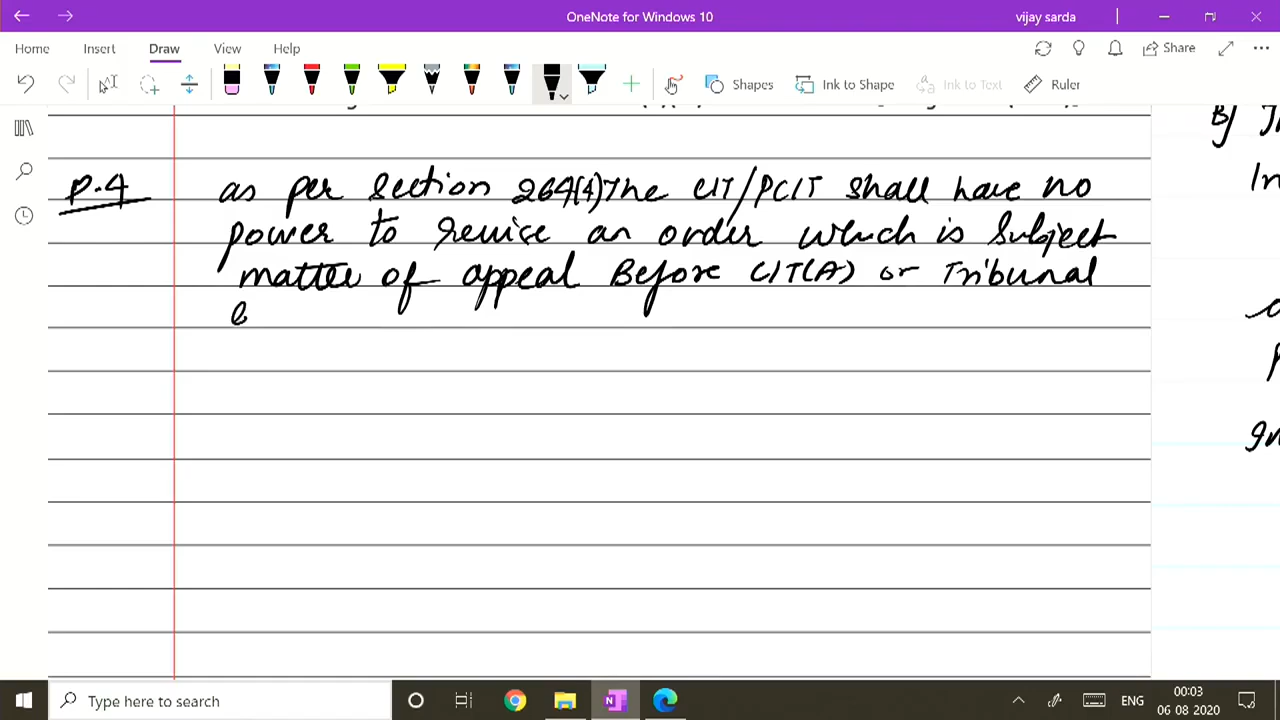 OneNote for Windows 10
vijay sarda
Home Insert Draw View Help
Share
Shapes Ink to Shape Ink to Text Ruler
P.4 as per section 264(4) The CIT/PCIT shall have no
power to revise an order which is subject
matter of appeal Before CIT(A) or Tribunal
B)
In
Type here to search
ENG
00:03
06-08-2020